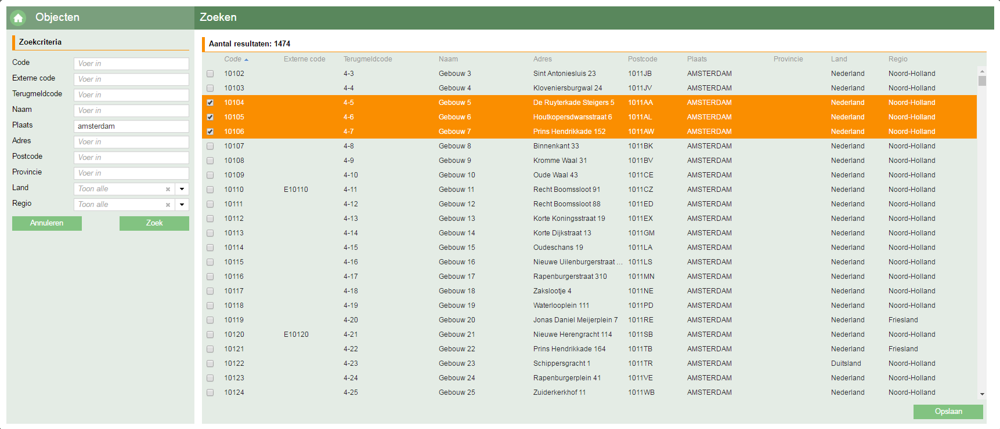 Objecten
Zoeken
Zoekcriteria
Code Voer in
Externe code Voer in
Terugmeldcode Voer in
Naam Voer in
Plaats amsterdam
Adres Voer in
Postcode Voer in
Provincie Voer in
Land Toon alle
Regio Toon alle
Annuleren Zoek
Aantal resultaten: 1474
Code Externe code Terugmeldcode Naam Adres Postcode Plaats Provincie Land Regio
10102 4-3 Gebouw 3 Sint Antoniesluis 23 1011JB AMSTERDAM Nederland Noord-Holland
10103 4-4 Gebouw 4 Kloveniersburgwal 24 1011JV AMSTERDAM Nederland Noord-Holland
10104 4-5 Gebouw 5 De Ruyterkade Steigers 5 1011AA AMSTERDAM Nederland Noord-Holland
10105 4-6 Gebouw 6 Houtkopersdwarsstraat 6 1011AL AMSTERDAM Nederland Noord-Holland
10106 4-7 Gebouw 7 Prins Hendrikkade 152 1011AW AMSTERDAM Nederland Noord-Holland
10107 4-8 Gebouw 8 Binnenkant 33 1011BK AMSTERDAM Nederland Noord-Holland
10108 4-9 Gebouw 9 Kromme Waal 31 1011BV AMSTERDAM Nederland Noord-Holland
10109 4-10 Gebouw 10 Oude Waal 43 1011CE AMSTERDAM Nederland Noord-Holland
10110 E10110 4-11 Gebouw 11 Recht Boomssloot 91 1011CZ AMSTERDAM Nederland Noord-Holland
10111 4-12 Gebouw 12 Recht Boomssloot 88 1011ED AMSTERDAM Nederland Noord-Holland
10112 4-13 Gebouw 13 Korte Koningsstraat 19 1011EX AMSTERDAM Nederland Noord-Holland
10113 4-14 Gebouw 14 Korte Dijkstraat 13 1011GM AMSTERDAM Nederland Noord-Holland
10114 4-15 Gebouw 15 Oudeschans 19 1011LA AMSTERDAM Nederland Noord-Holland
10115 4-16 Gebouw 16 Nieuwe Uilenburgerstraat ... 1011LS AMSTERDAM Nederland Noord-Holland
10116 4-17 Gebouw 17 Rapenburgerstraat 310 1011MN AMSTERDAM Nederland Noord-Holland
10117 4-18 Gebouw 18 Zakslootje 4 1011NE AMSTERDAM Nederland Noord-Holland
10118 4-19 Gebouw 19 Waterlooplein 111 1011PD AMSTERDAM Nederland Noord-Holland
10119 4-20 Gebouw 20 Jonas Daniel Meijerplein 7 1011RE AMSTERDAM Nederland Friesland
10120 E10120 4-21 Gebouw 21 Nieuwe Herengracht 114 1011SB AMSTERDAM Nederland Noord-Holland
10121 4-22 Gebouw 22 Prins Hendrikkade 164 1011TB AMSTERDAM Nederland Friesland
10122 4-23 Gebouw 23 Schippersgracht 1 1011TR AMSTERDAM Duitsland Noord-Holland
10123 4-24 Gebouw 24 Rapenburgerplein 41 1011VE AMSTERDAM Nederland Noord-Holland
10124 4-25 Gebouw 25 Zuiderkerkhof 11 1011WB AMSTERDAM Nederland Noord-Holland
Opslaan